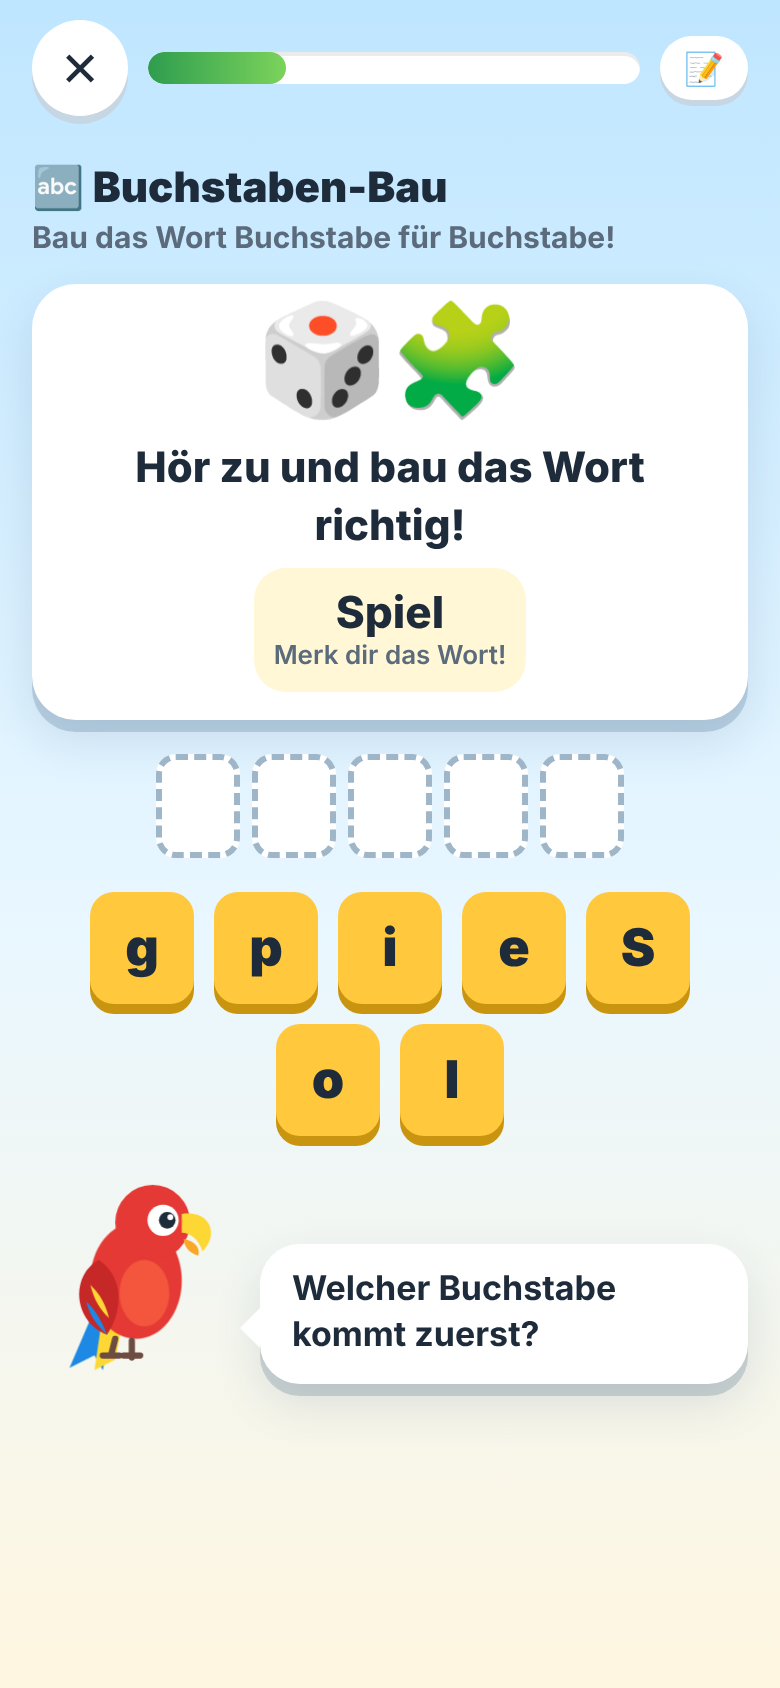 abc Buchstaben-Bau
Bau das Wort Buchstabe für Buchstabe!
Hör zu und bau das Wort
richtig!
Spiel
Merk dir das Wort!
g p i e S
o l
Welcher Buchstabe
kommt zuerst?